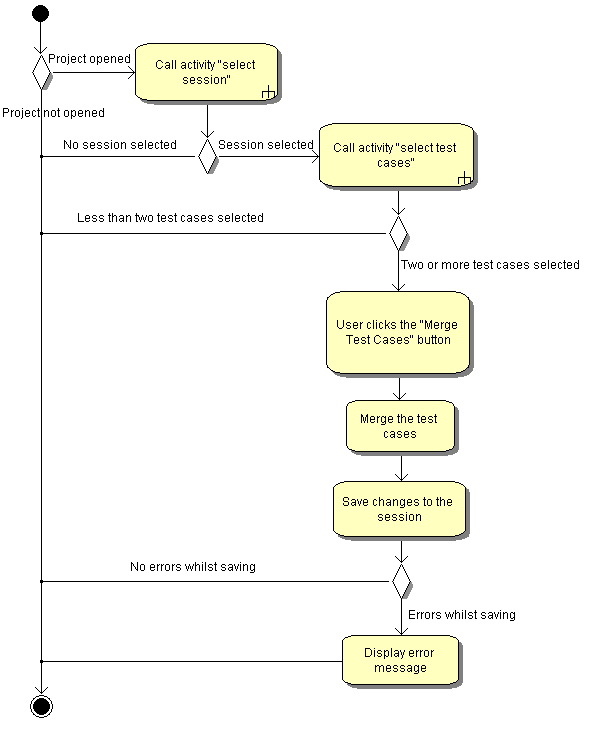 Project opened
Call activity "select
session"
Project not opened
No session selected
Session selected
Call activity "select test
cases"
Less than two test cases selected
Two or more test cases selected
User clicks the "Merge
Test Cases" button
Merge the test
cases
Save changes to the
session
No errors whilst saving
Errors whilst saving
Display error
message